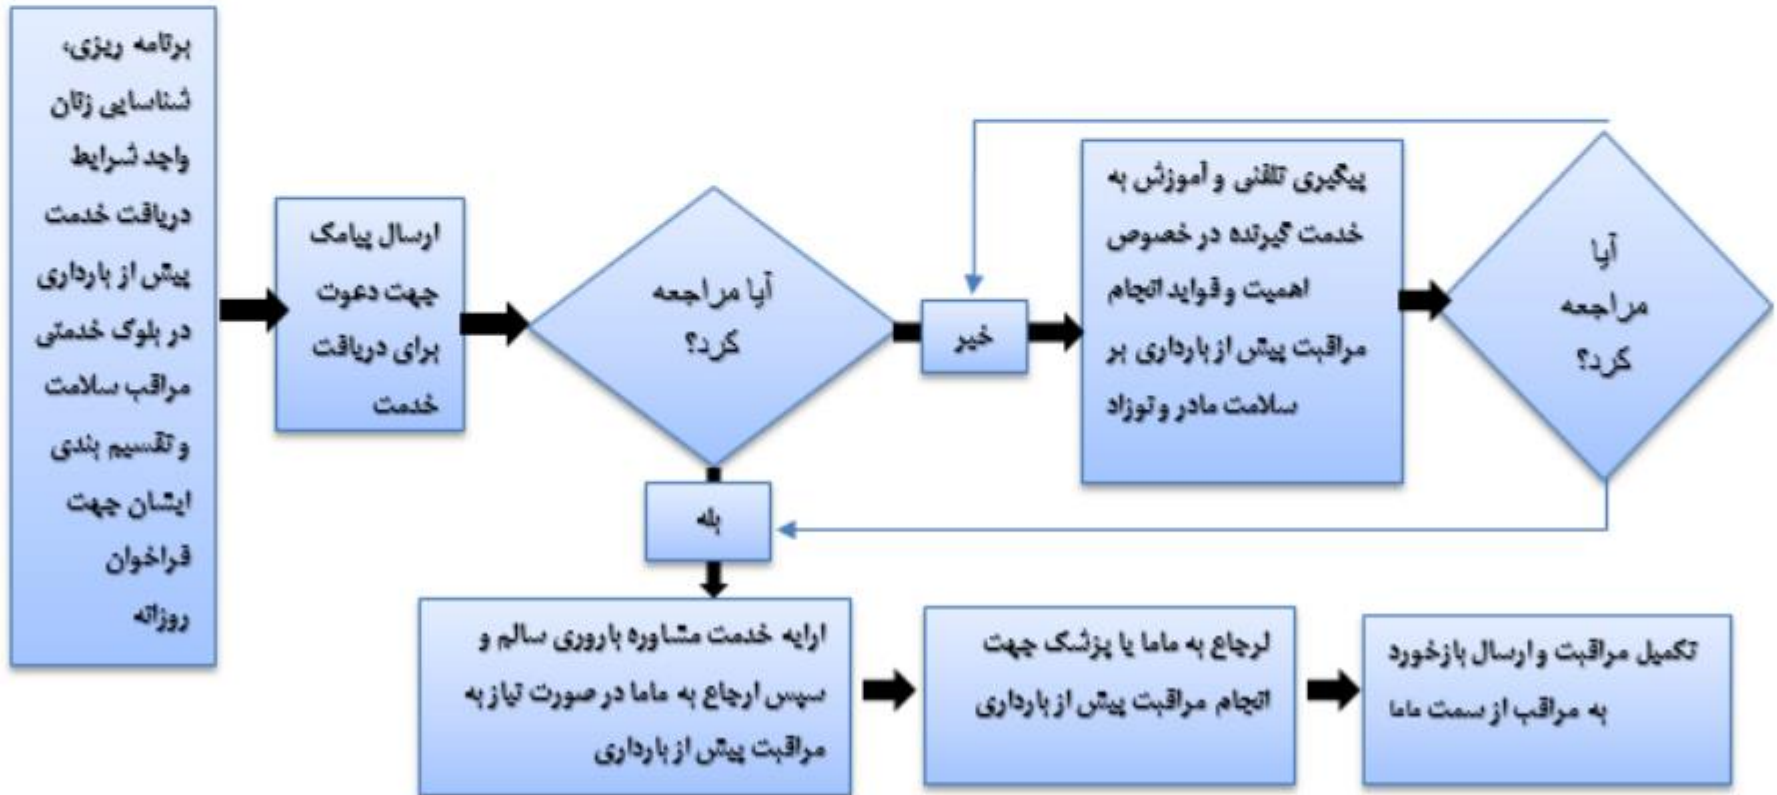 برنامه ریزی،
شناسایی زنان
واجد شرایط
دریافت خدمت
پیش از بارداری
در بلوک خدمتی
مراقب سلامت
و تقسیم بندی
ایشان جهت
فراخوان
روزانه
ارسال پیامک
جهت دعوت
برای دریافت
خدمت
آیا مراجعه
کرد؟
خیر
پیگیری تلفنی و آموزش به
خدمت گیرنده در خصوص
اهمیت و فواید انجام
مراقبت پیش از بارداری بر
سلامت مادر و نوزاد
آیا
مراجعه
کرد؟
بله
ارایه خدمت مشاوره باروری سالم و
سپس ارجاع به ماما در صورت نیاز به
مراقبت پیش از بارداری
ارجاع به ماما یا پزشک جهت
انجام مراقبت پیش از بارداری
تکمیل مراقبت و ارسال بازخورد
به مراقب از سمت ماما